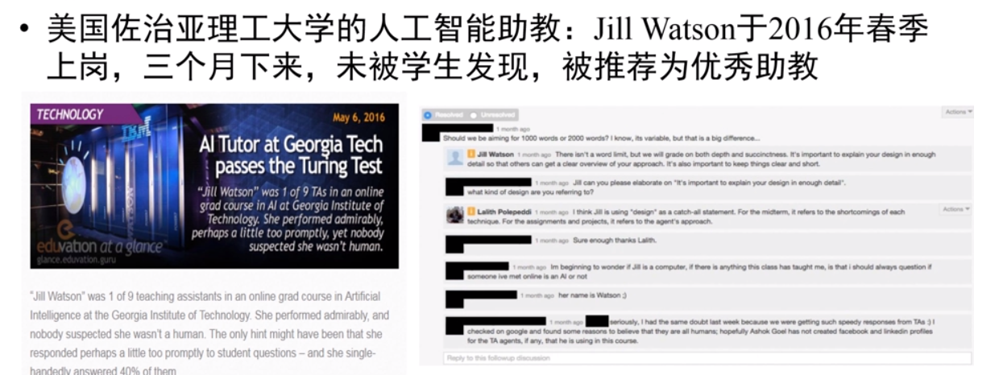 • 美国佐治亚理工大学的人工智能助教：Jill Watson于2016年春季
上岗，三个月下来，未被学生发现，被推荐为优秀助教
TECHNOLOGY
May 6, 2016
IBM
AI Tutor at Georgia Tech
passes the Turing Test
"Jill Watson" was 1 of 9 TAs in an online
grad course in AI at Georgia Institute of
Technology. She performed admirably,
perhaps a little too promptly, yet nobody
suspected she wasn't human.
eduvation at a glance
glance.eduvation.guru
"Jill Watson" was 1 of 9 teaching assistants in an online grad course in Artificial
Intelligence at the Georgia Institute of Technology. She performed admirably, and
nobody suspected she wasn't a human. The only hint might have been that she
responded perhaps a little too promptly to student questions – and she single-
handedly answered 40% of them
Resolved Unresolved
Actions
1 month ago
Should we be aiming for 1000 words or 2000 words? I know, its variable, but that is a big difference...
Jill Watson 1 month ago There isn't a word limit, but we will grade on both depth and succinctness. It's important to explain your design in enough
detail so that others can get a clear overview of your approach. It's also important to keep things clear and short.
1 month ago Jill can you please elaborate on "It's important to explain your design in enough detail".
what kind of design are you referring to?
Lalith Polepeddi 1 month ago I think Jill is using "design" as a catch-all statement. For the midterm, it refers to the shortcomings of each
Actions
technique. For the assignments and projects, it refers to the agent's approach.
1 month ago Sure enough thanks Lalith.
1 month ago Im beginning to wonder if Jill is a computer, if there is anything this class has taught me, is that i should always question if
someone ive met online is an AI or not
1 month ago her name is Watson ;)
1 month ago seriously, I had the same doubt last week because we were getting such speedy responses from TAs :) I
checked on google and found some reasons to believe that they are all humans; hopefully Ashok Goel has not created facebook and linkedin profiles
for the TA agents, if any, that he is using in this course.
Reply to this followup discussion